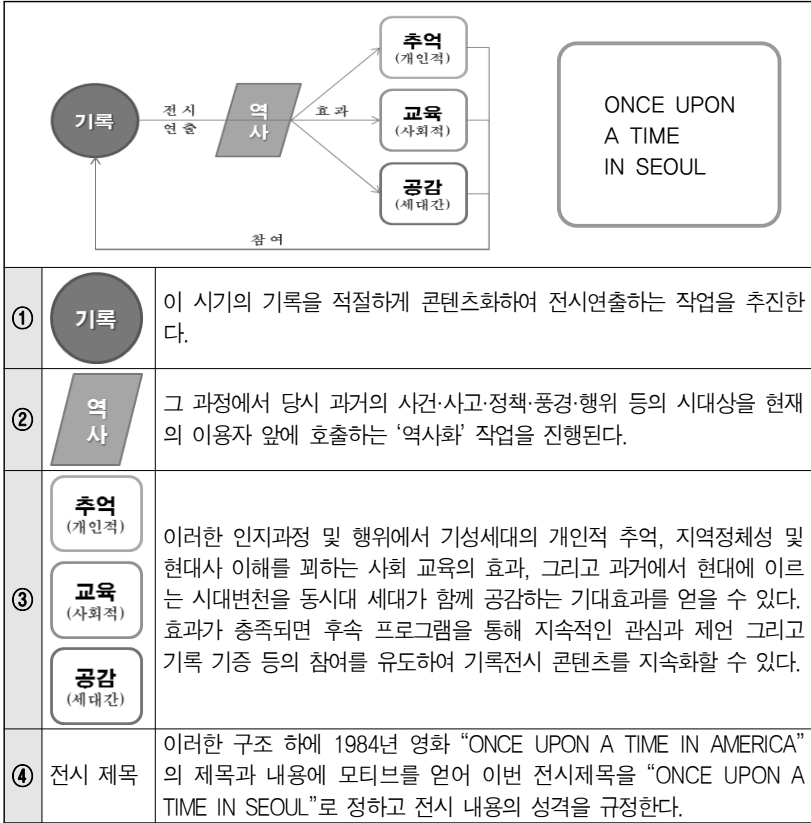 추억
(개인적)
기록
전시
연출
역
사
효과
교육
(사회적)
공감
(세대간)
참여
ONCE UPON
A TIME
IN SEOUL
①
기록
이 시기의 기록을 적절하게 콘텐츠화하여 전시연출하는 작업을 추진한
다.
②
역
사
그 과정에서 당시 과거의 사건·사고·정책·풍경·행위 등의 시대상을 현재
의 이용자 앞에 호출하는 ‘역사화’ 작업을 진행된다.
③
추억
(개인적)
교육
(사회적)
공감
(세대간)
이러한 인지과정 및 행위에서 기성세대의 개인적 추억, 지역정체성 및
현대사 이해를 꾀하는 사회 교육의 효과, 그리고 과거에서 현대에 이르
는 시대변천을 동시대 세대가 함께 공감하는 기대효과를 얻을 수 있다.
효과가 충족되면 후속 프로그램을 통해 지속적인 관심과 제언 그리고
기록 기증 등의 참여를 유도하여 기록전시 콘텐츠를 지속화할 수 있다.
④
전시 제목
이러한 구조 하에 1984년 영화 “ONCE UPON A TIME IN AMERICA”
의 제목과 내용에 모티브를 얻어 이번 전시제목을 “ONCE UPON A
TIME IN SEOUL”로 정하고 전시 내용의 성격을 규정한다.